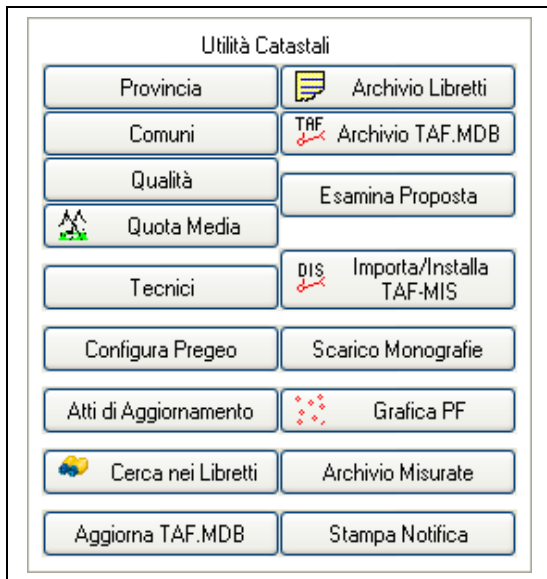 Utilità Catastali
Provincia
Archivio Libretti
Comuni
TAF Archivio TAF.MDB
Qualità
Esamina Proposta
Quota Media
Tecnici
DIS Importa/Installa
TAF-MIS
Configura Pregeo
Scarico Monografie
Atti di Aggiornamento
Grafica PF
Cerca nei Libretti
Archivio Misurate
Aggiorna TAF.MDB
Stampa Notifica